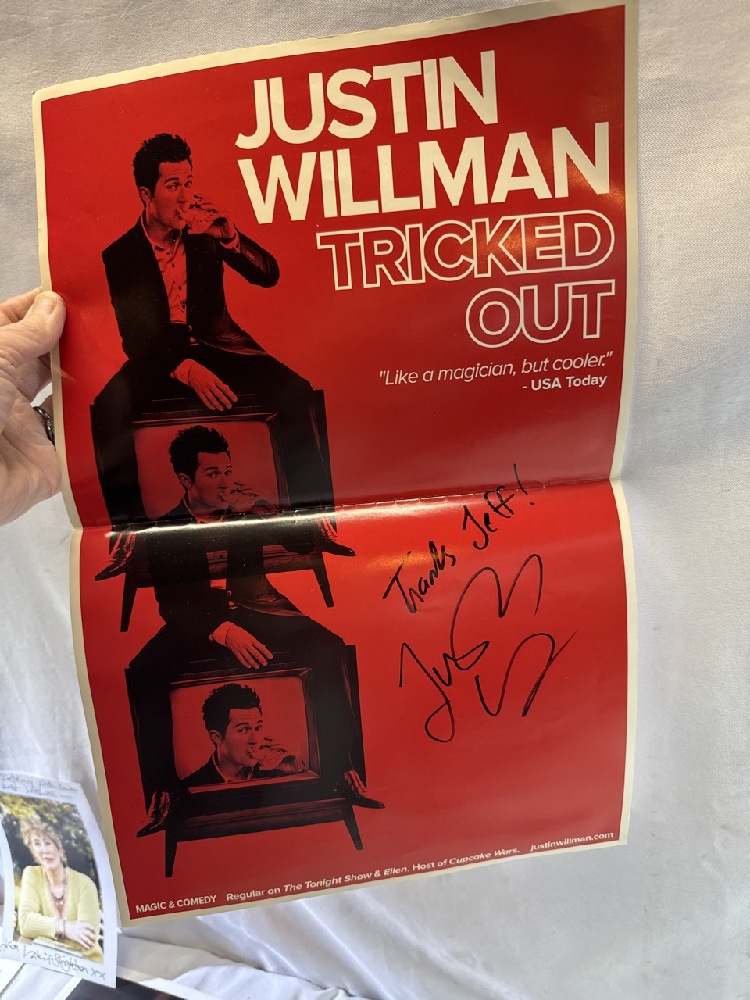 JUSTIN
WILLMAN
TRICKED
OUT
"Like a magician, but cooler."
- USA Today
Thanks Jeff!
MAGIC & COMEDY Regular on The Tonight Show & Ellen. Host of Cupcake Wars. justinwillman.com